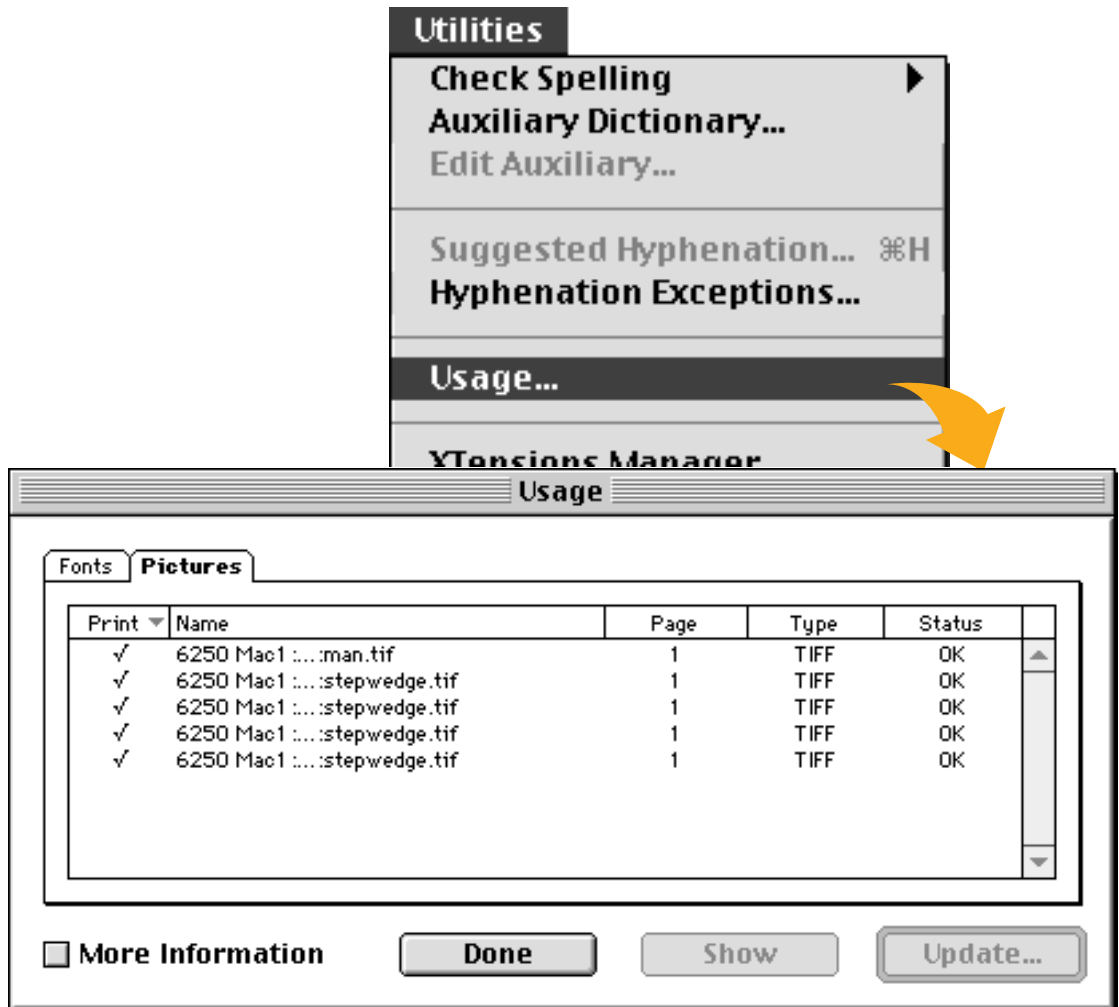 Utilities
Check Spelling
Auxiliary Dictionary...
Edit Auxiliary...
Suggested Hyphenation... ⌘H
Hyphenation Exceptions...
Usage...
XTensions Manager
Usage
Fonts Pictures
Print Name Page Type Status
√ 6250 Mac1 :... :man.tif 1 TIFF OK
√ 6250 Mac1 :... :stepwedge.tif 1 TIFF OK
√ 6250 Mac1 :... :stepwedge.tif 1 TIFF OK
√ 6250 Mac1 :... :stepwedge.tif 1 TIFF OK
√ 6250 Mac1 :... :stepwedge.tif 1 TIFF OK
More Information Done Show Update...